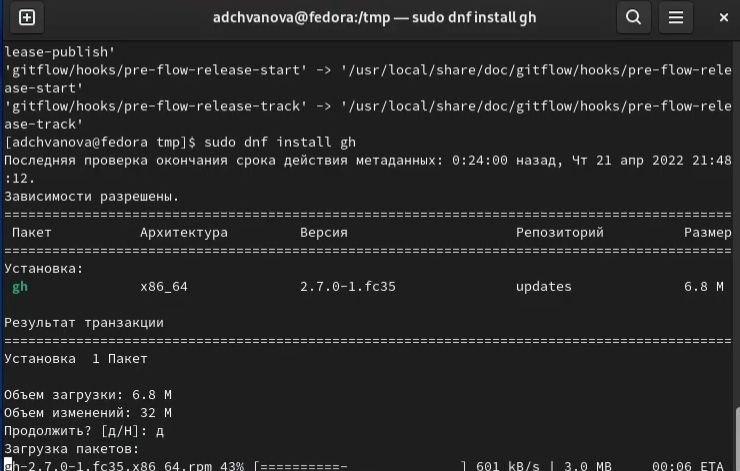 adchvanova@fedora:/tmp — sudo dnf install gh
lease-publish'
'gitflow/hooks/pre-flow-release-start' -> '/usr/local/share/doc/gitflow/hooks/pre-flow-rele
ase-start'
'gitflow/hooks/pre-flow-release-track' -> '/usr/local/share/doc/gitflow/hooks/pre-flow-rele
ase-track'
[adchvanova@fedora tmp]$ sudo dnf install gh
Последняя проверка окончания срока действия метаданных: 0:24:00 назад, Чт 21 апр 2022 21:48
:12.
Зависимости разрешены.
================================================================================
Пакет Архитектура Версия Репозиторий Размер
================================================================================
Установка:
gh x86_64 2.7.0-1.fc35 updates 6.8 M
Результат транзакции
================================================================================
Установка 1 Пакет
Объем загрузки: 6.8 M
Объем изменений: 32 M
Продолжить? [д/Н]: д
Загрузка пакетов:
gh-2.7.0-1.fc35.x86_64.rpm 43% [==========- ] 601 kB/s | 3.0 MB 00:06 ETA